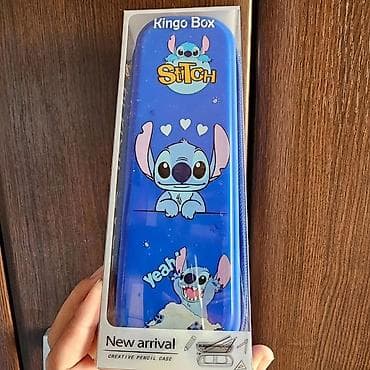 Kingo Box
STITCH
Yeah!
New arrival
CREATIVE PENCIL CASE